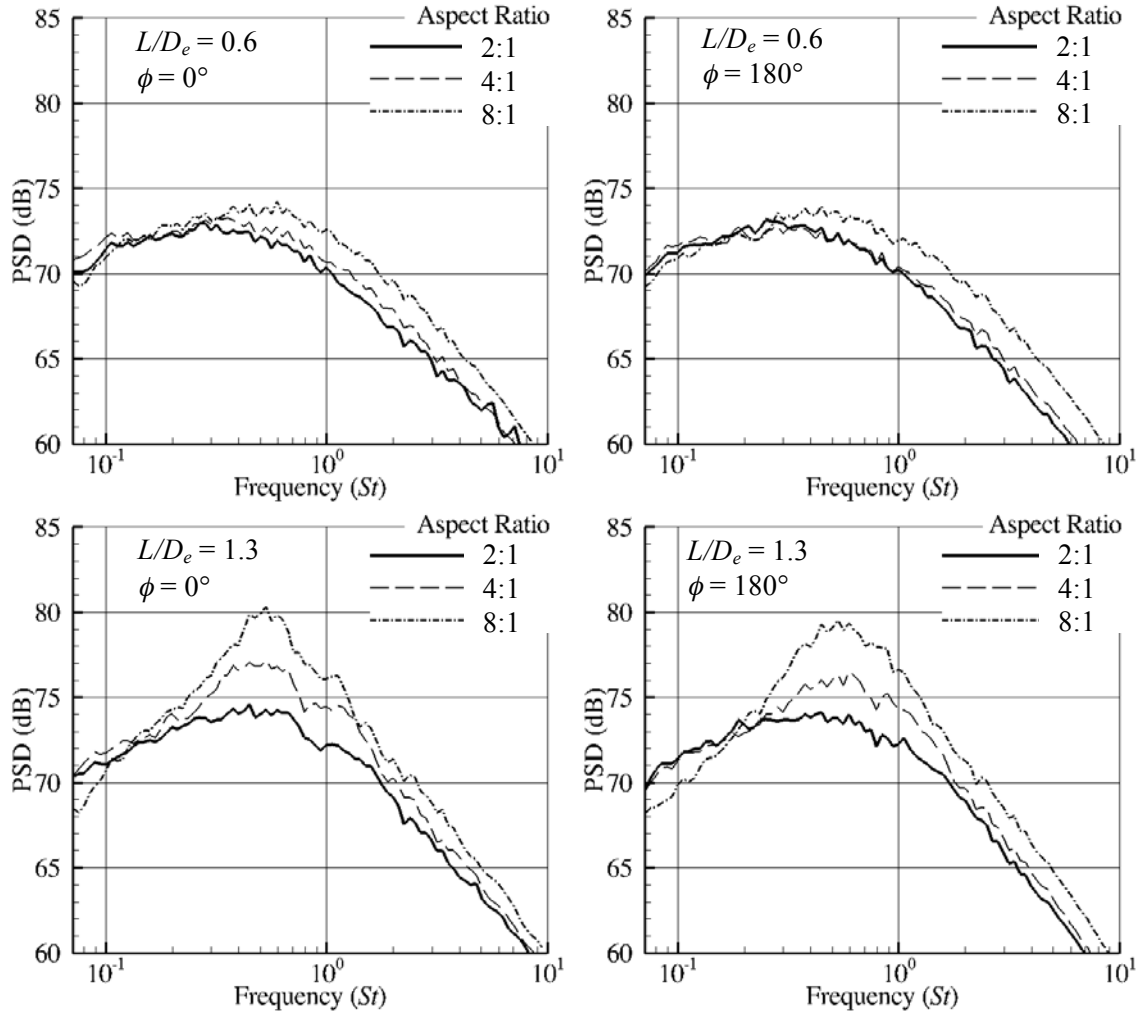 Aspect Ratio
L/Dₑ = 0.6
ϕ = 0°
2:1
4:1
8:1
85
80
75
70
65
60
PSD (dB)
10⁻¹
10⁰
10¹
Frequency (St)
Aspect Ratio
L/Dₑ = 0.6
ϕ = 180°
2:1
4:1
8:1
85
80
75
70
65
60
PSD (dB)
10⁻¹
10⁰
10¹
Frequency (St)
Aspect Ratio
L/Dₑ = 1.3
ϕ = 0°
2:1
4:1
8:1
85
80
75
70
65
60
PSD (dB)
10⁻¹
10⁰
10¹
Frequency (St)
Aspect Ratio
L/Dₑ = 1.3
ϕ = 180°
2:1
4:1
8:1
85
80
75
70
65
60
PSD (dB)
10⁻¹
10⁰
10¹
Frequency (St)